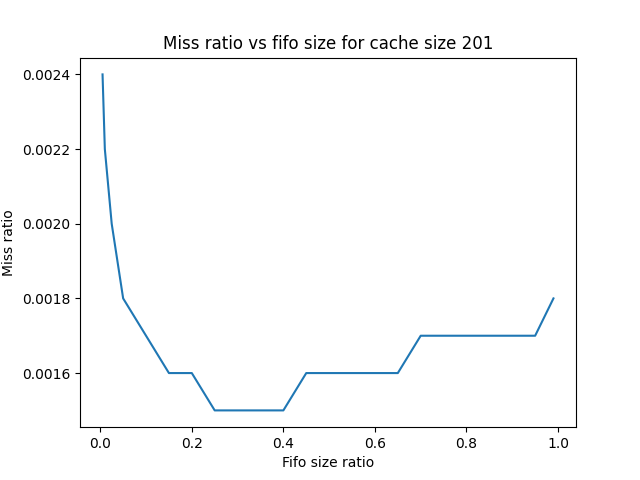 Miss ratio vs fifo size for cache size 201
0.0024
0.0022
0.0020
0.0018
0.0016
Miss ratio
0.0 0.2 0.4 0.6 0.8 1.0
Fifo size ratio